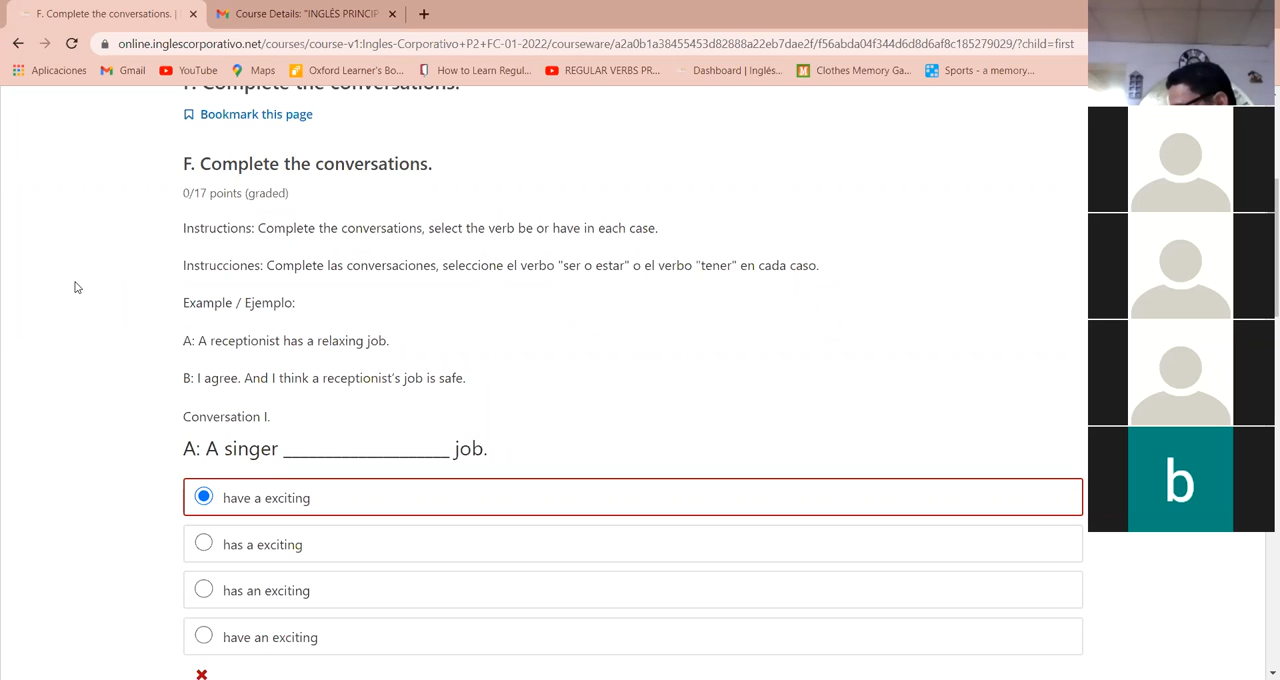 F. Complete the conversations. |
Course Details: "INGLÉS PRINCIP
online.inglescorporativo.net/courses/course-v1:Ingles-Corporativo+P2+FC-01-2022/courseware/a2a0b1a38455453d82888a22eb7dae2f/f56abda04f344d6d8d6af8c185279029/?child=first
Aplicaciones Gmail YouTube Maps Oxford Learner's Bo... How to Learn Regul... REGULAR VERBS PR... Dashboard | Inglés... Clothes Memory Ga... Sports - a memory...
F. Complete the conversations.
Bookmark this page
F. Complete the conversations.
0/17 points (graded)
Instructions: Complete the conversations, select the verb be or have in each case.
Instrucciones: Complete las conversaciones, seleccione el verbo "ser o estar" o el verbo "tener" en cada caso.
Example / Ejemplo:
A: A receptionist has a relaxing job.
B: I agree. And I think a receptionist's job is safe.
Conversation I.
A: A singer ____________________ job.
have a exciting
has a exciting
has an exciting
have an exciting
b